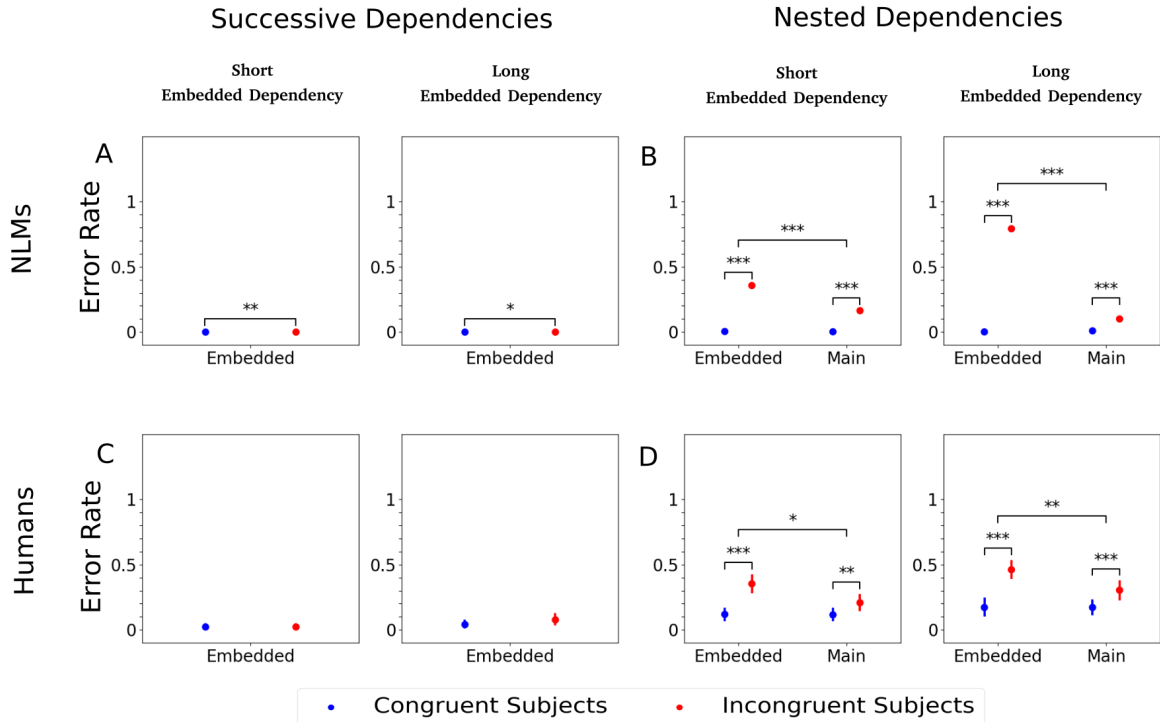 Successive Dependencies
Nested Dependencies
Short
Embedded Dependency
Long
Embedded Dependency
Short
Embedded Dependency
Long
Embedded Dependency
NLMs
A
Error Rate
1
0.5
0
**
Embedded
1
0.5
0
*
Embedded
B
1
0.5
0
***
***
***
Embedded Main
1
0.5
0
***
***
***
Embedded Main
Humans
C
Error Rate
1
0.5
0
Embedded
1
0.5
0
Embedded
D
1
0.5
0
*
***
**
Embedded Main
1
0.5
0
**
***
***
Embedded Main
Congruent Subjects Incongruent Subjects